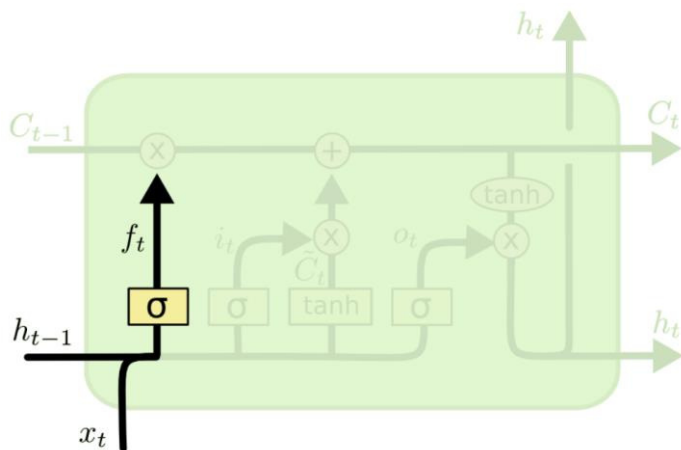 h_t
C_{t-1} × + C_t
tanh
f_t i_t × o_t ×
C̃_t
σ σ tanh σ
h_{t-1} h_t
x_t